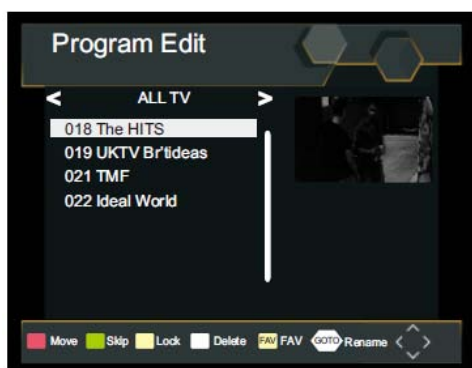 Program Edit
< ALL TV >
018 The HITS
019 UKTV Br'tideas
021 TMF
022 Ideal World
Move Skip Lock Delete FAV FAV GOTO Rename